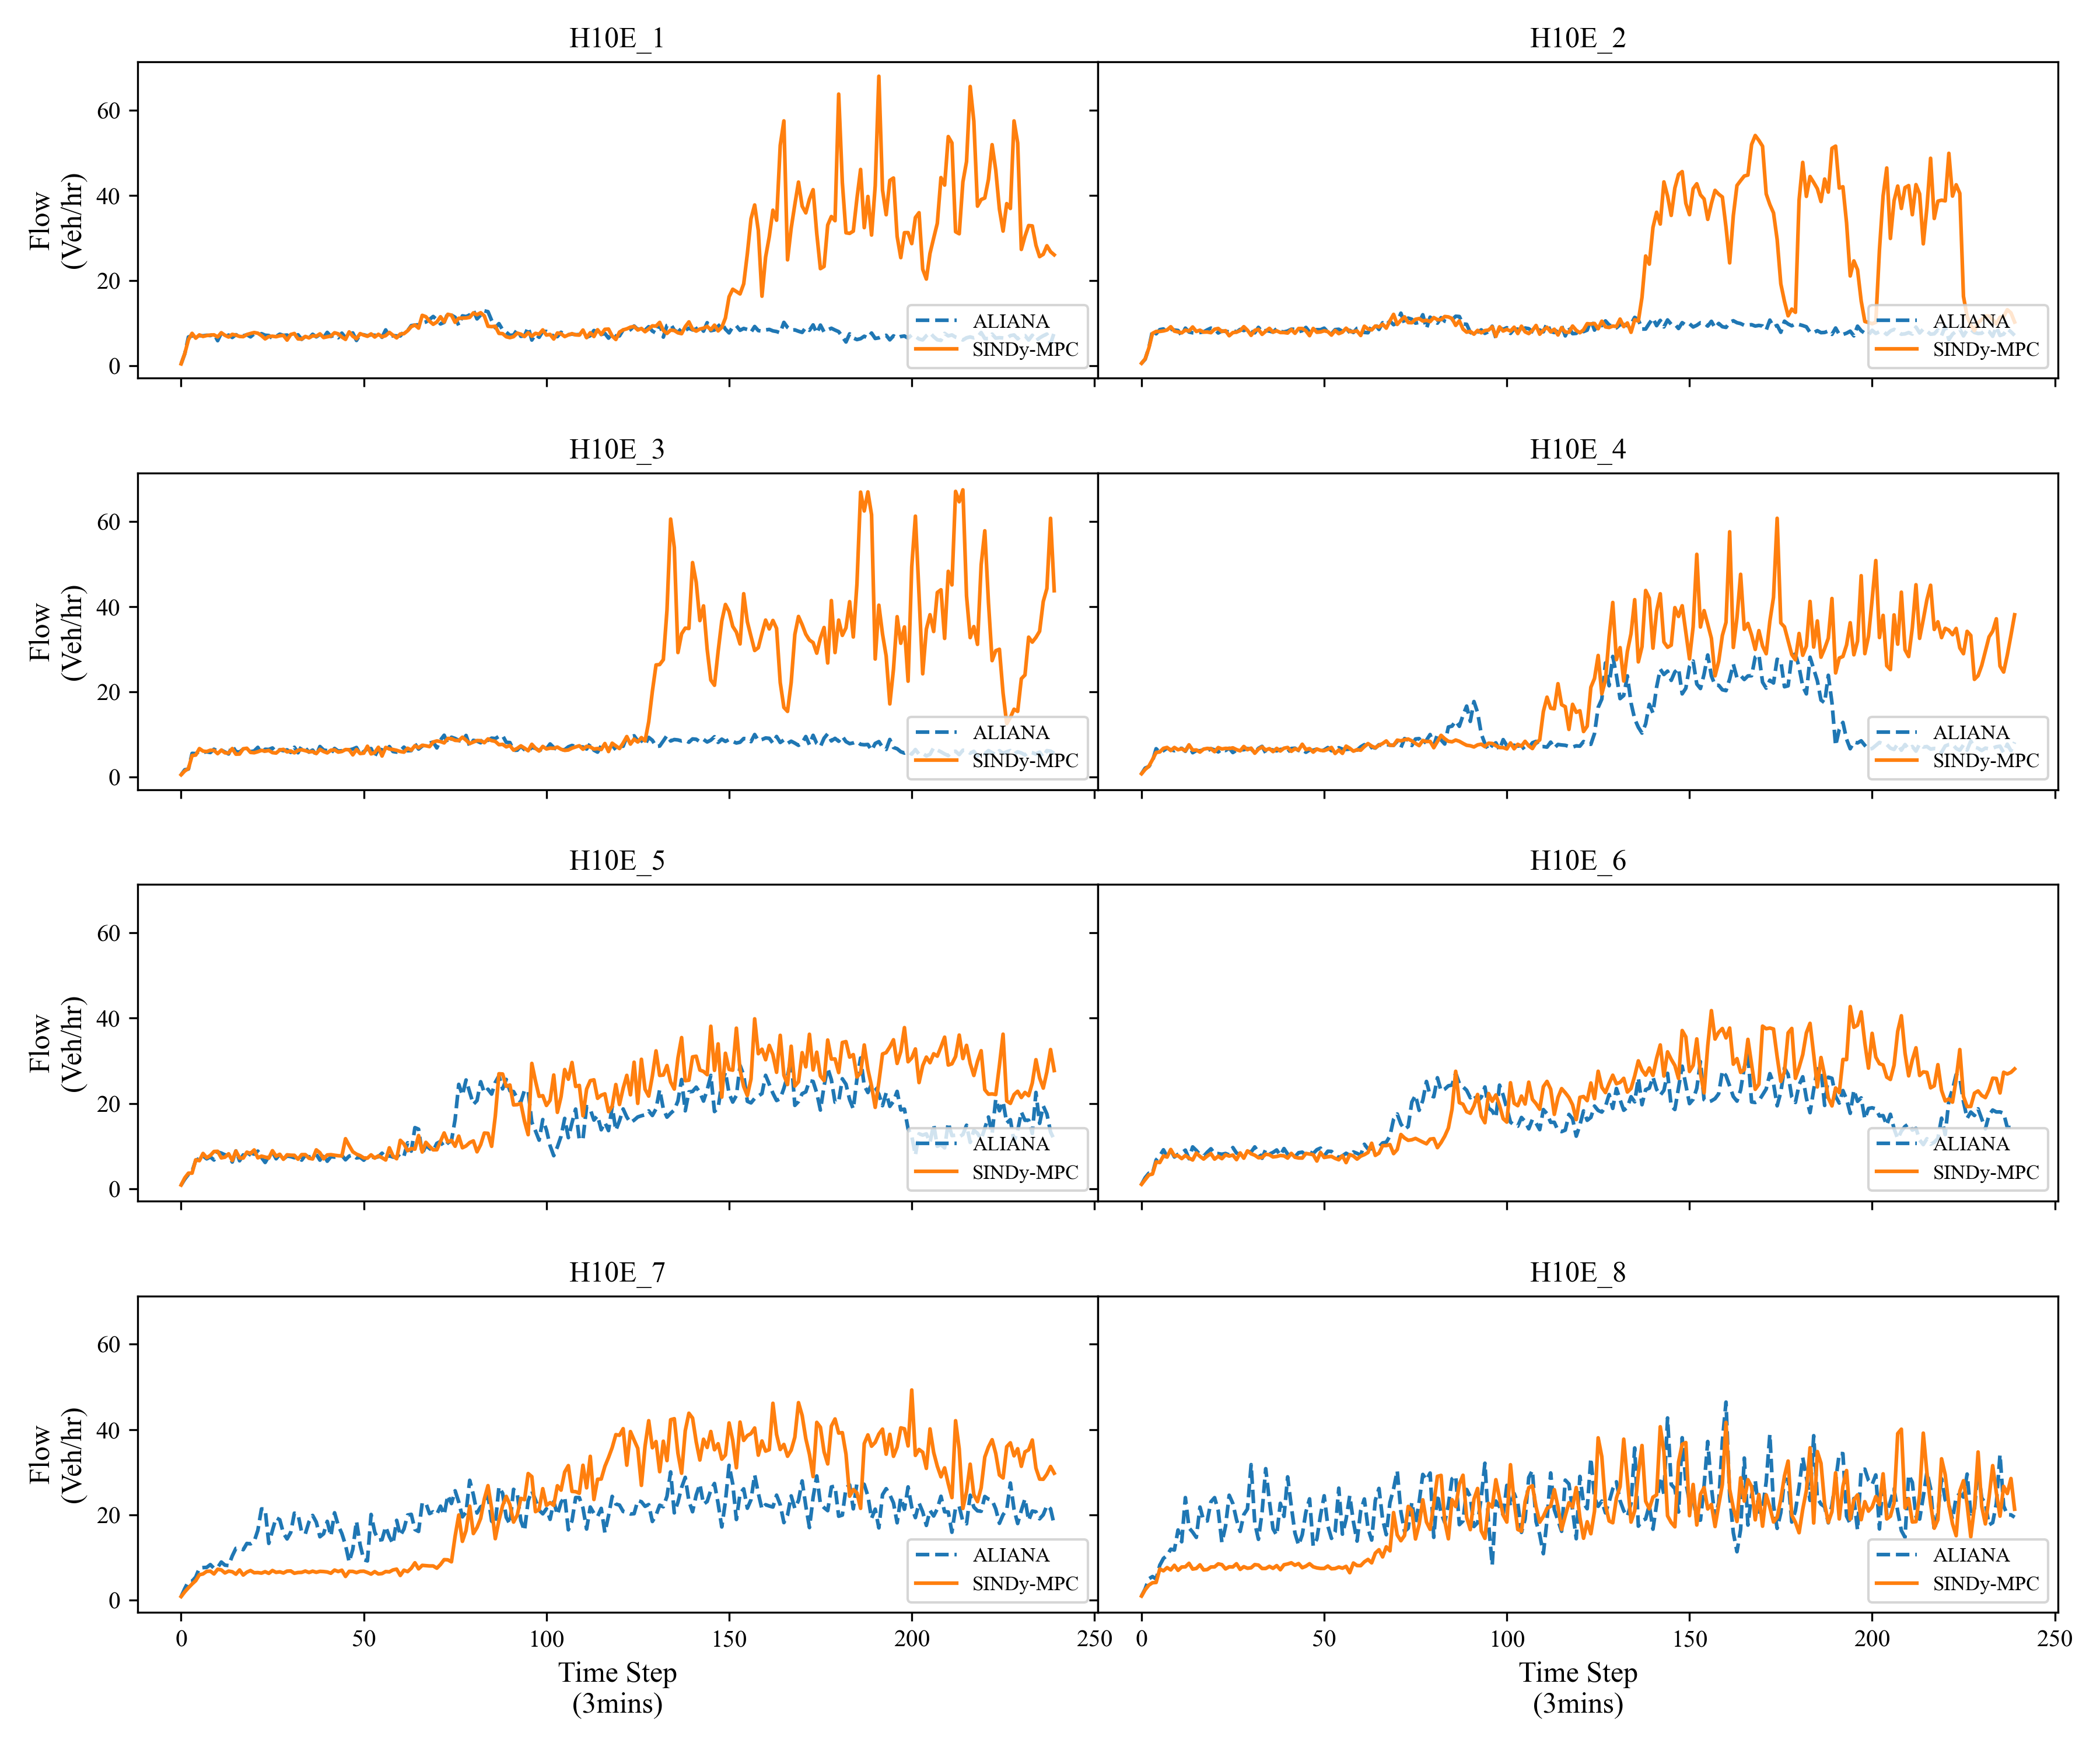 H10E_1
H10E_2
Flow
(Veh/hr)
60
40
20
0
ALIANA
SINDy-MPC
ALIANA
SINDy-MPC
H10E_3
H10E_4
Flow
(Veh/hr)
60
40
20
0
ALIANA
SINDy-MPC
ALIANA
SINDy-MPC
H10E_5
H10E_6
Flow
(Veh/hr)
60
40
20
0
ALIANA
SINDy-MPC
ALIANA
SINDy-MPC
H10E_7
H10E_8
Flow
(Veh/hr)
60
40
20
0
ALIANA
SINDy-MPC
ALIANA
SINDy-MPC
0 50 100 150 200 250
0 50 100 150 200 250
Time Step
(3mins)
Time Step
(3mins)